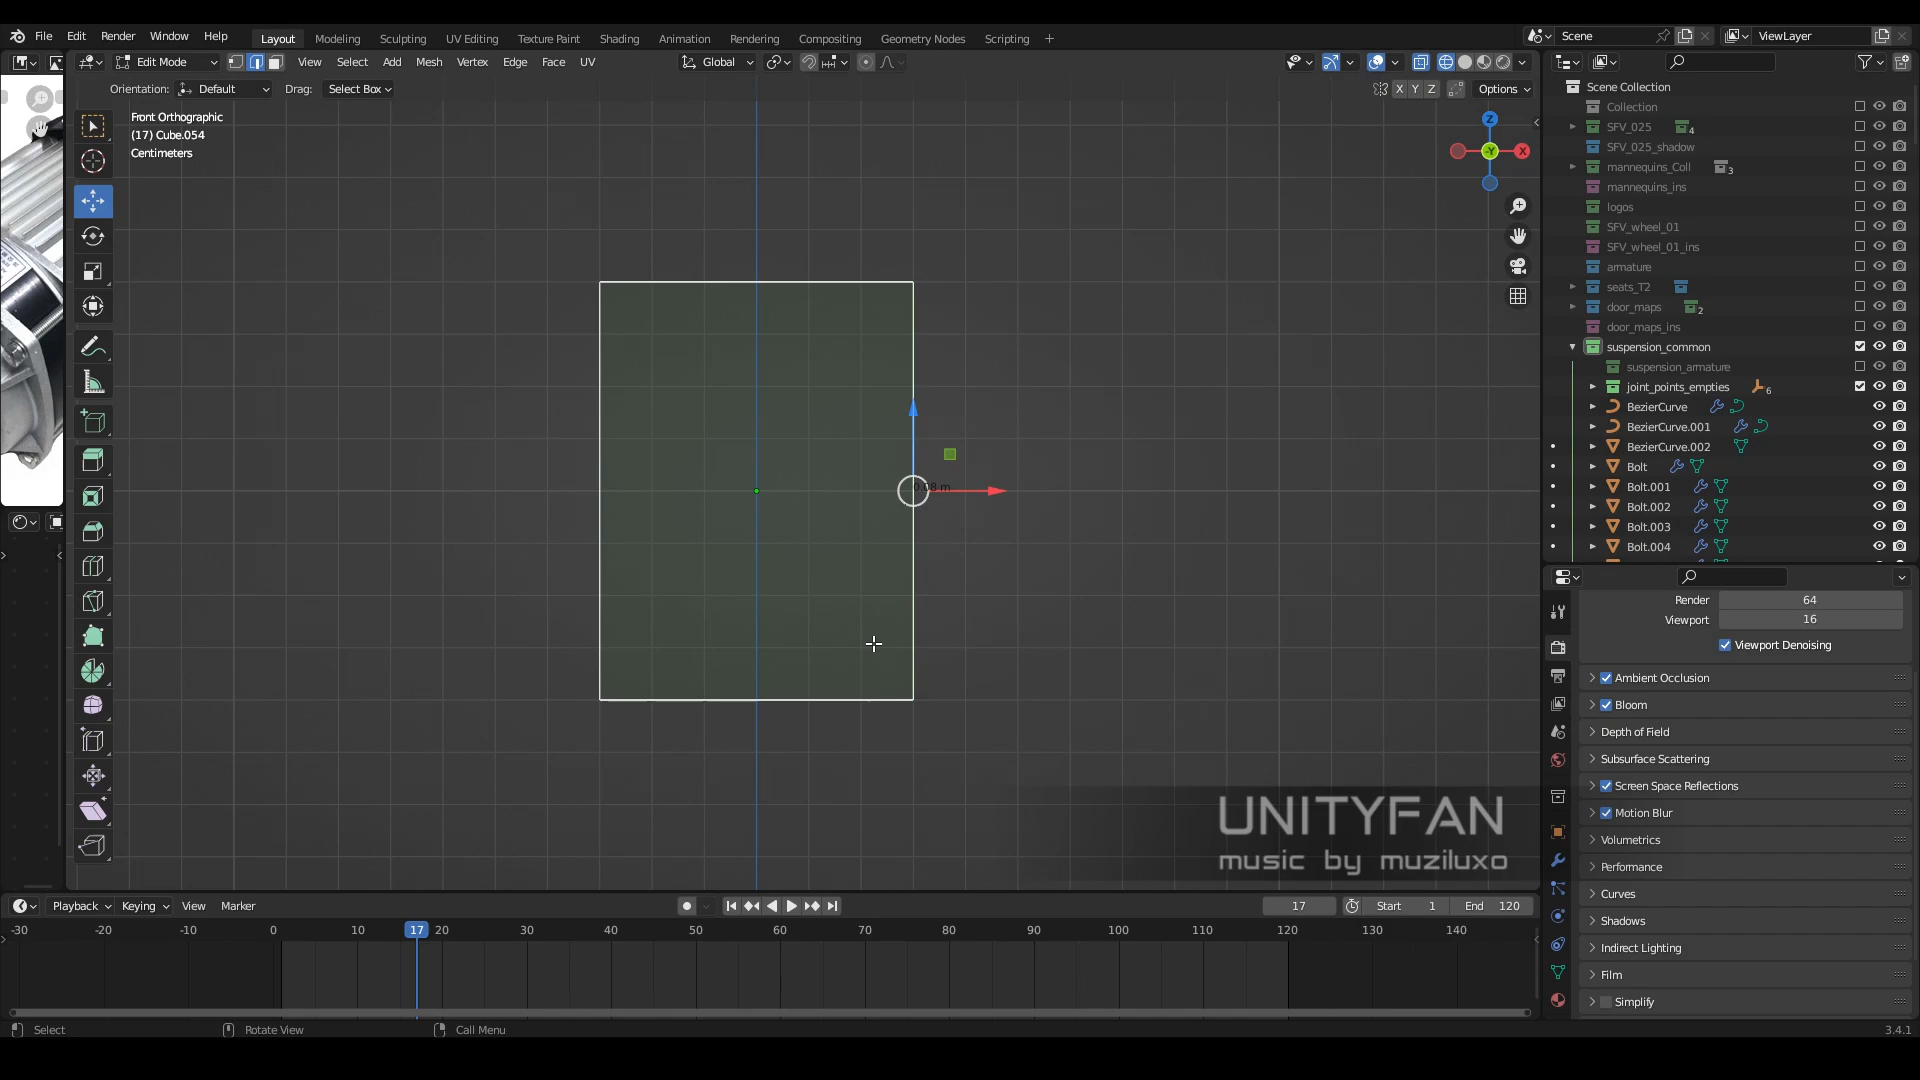 File Edit Render Window Help Layout Modeling Sculpting UV Editing Texture Paint Shading Animation Rendering Compositing Geometry Nodes Scripting + Scene ViewLayer
Edit Mode View Select Add Mesh Vertex Edge Face UV Global
Orientation: Default Drag: Select Box X Y Z Options
Front Orthographic
(17) Cube.054
Centimeters
Z
-Y X
Scene Collection
Collection
SFV_025 4
SFV_025_shadow
mannequins_Coll 3
mannequins_ins
logos
SFV_wheel_01
SFV_wheel_01_ins
armature
seats_T2
door_maps 2
door_maps_ins
suspension_common
suspension_armature
joint_points_empties 6
BezierCurve
BezierCurve.001
BezierCurve.002
Bolt
Bolt.001
Bolt.002
Bolt.003
Bolt.004
Render 64
Viewport 16
Viewport Denoising
Ambient Occlusion
Bloom
Depth of Field
Subsurface Scattering
Screen Space Reflections
Motion Blur
Volumetrics
Performance
Curves
Shadows
Indirect Lighting
Film
Simplify
UNITYFAN
music by muziluxo
Playback Keying View Marker 17 Start 1 End 120
-30 -20 -10 0 10 17 20 30 40 50 60 70 80 90 100 110 120 130 140
Select Rotate View Call Menu 3.4.1